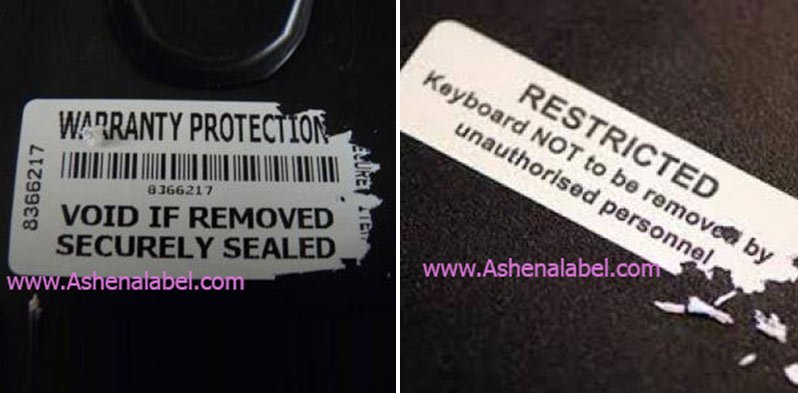 WARRANTY PROTECTION
8366217
8366217
VOID IF REMOVED
SECURELY SEALED
www.Ashenalabel.com
RESTRICTED
Keyboard NOT to be removed by
unauthorised personnel
www.Ashenalabel.com